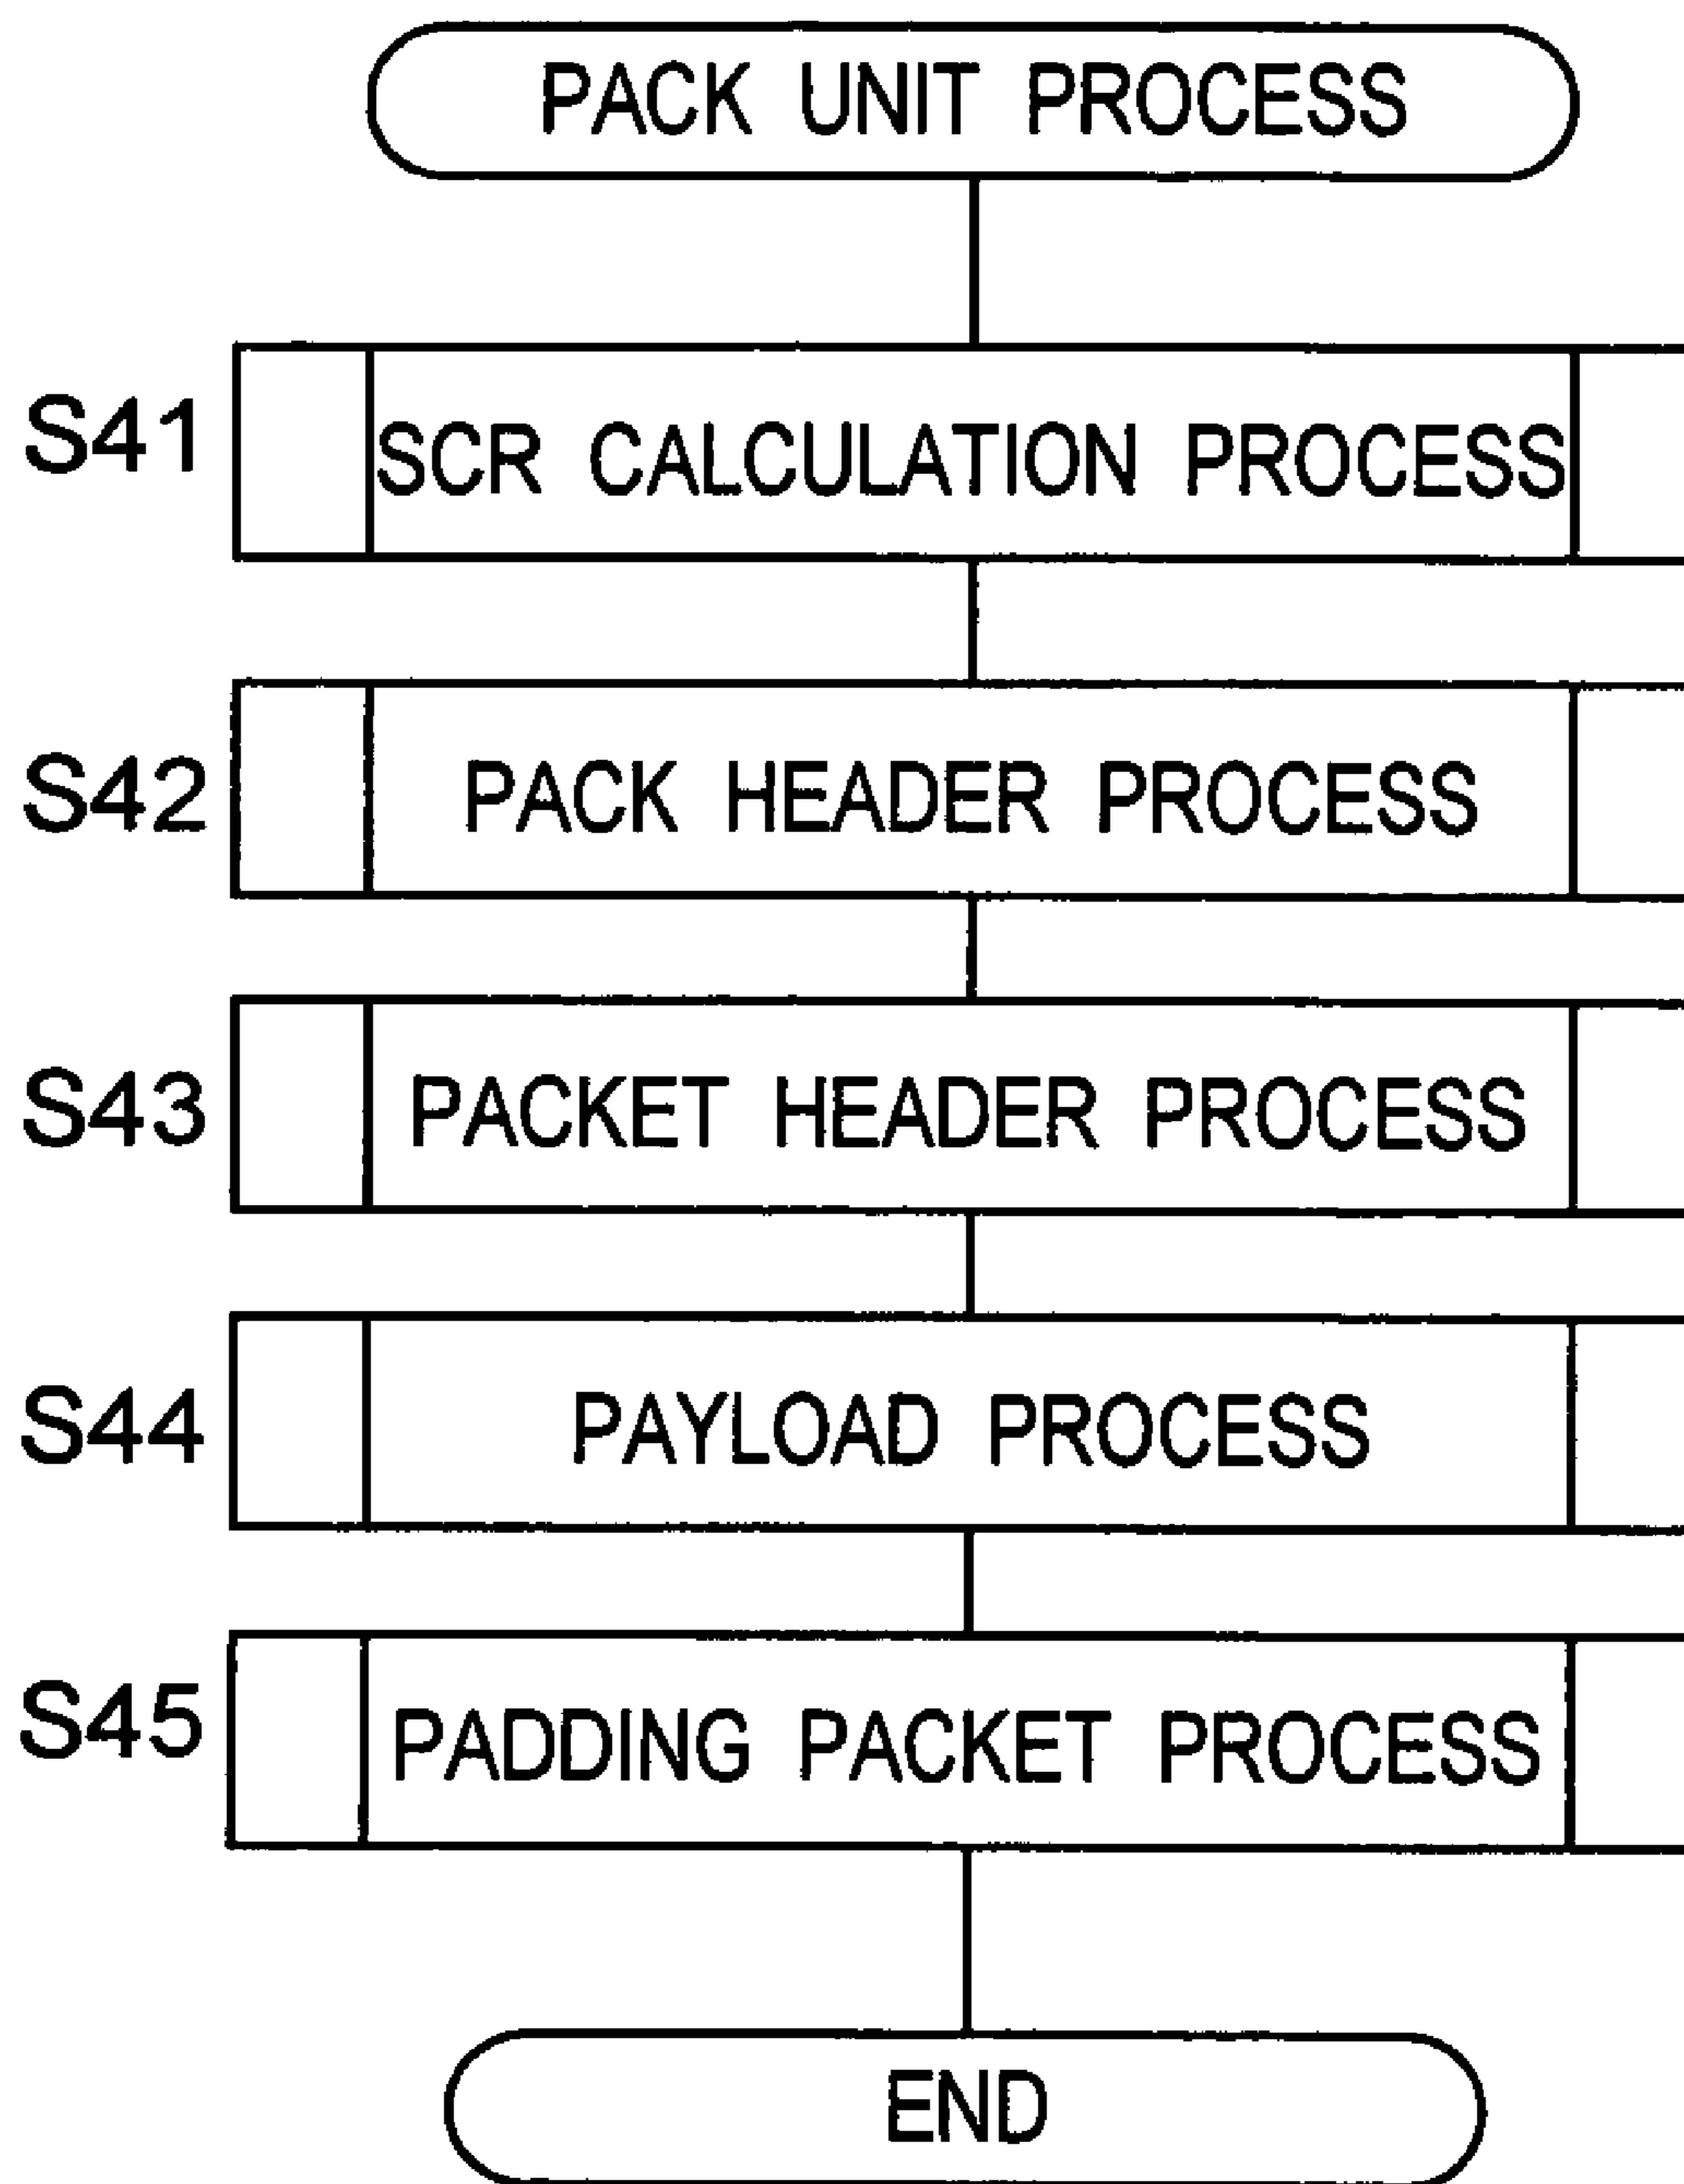 PACK UNIT PROCESS
S41 SCR CALCULATION PROCESS
S42 PACK HEADER PROCESS
S43 PACKET HEADER PROCESS
S44 PAYLOAD PROCESS
S45 PADDING PACKET PROCESS
END